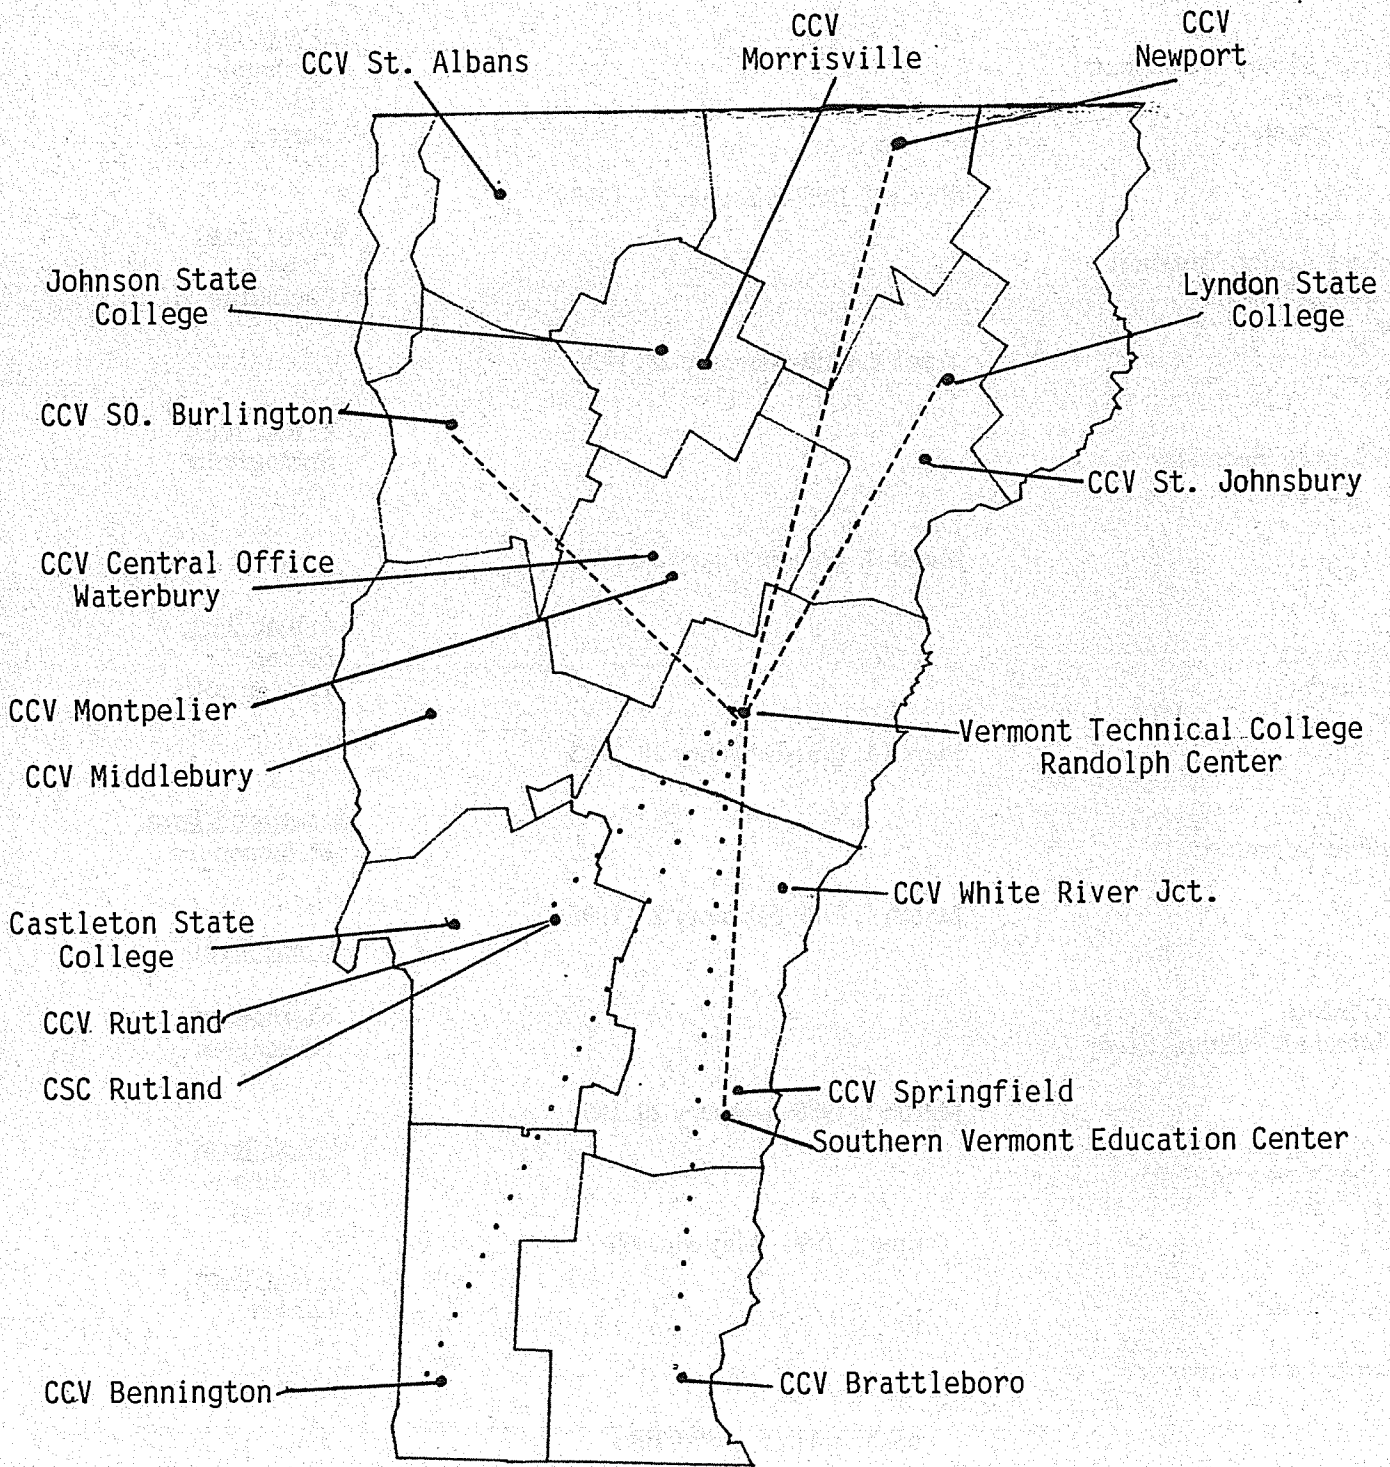 CCV St. Albans
CCV
Morrisville
CCV
Newport
Johnson State
College
Lyndon State
College
CCV SO. Burlington
CCV St. Johnsbury
CCV Central Office
Waterbury
CCV Montpelier
Vermont Technical College
Randolph Center
CCV Middlebury
CCV White River Jct.
Castleton State
College
CCV Rutland
CSC Rutland
CCV Springfield
Southern Vermont Education Center
CCV Bennington
CCV Brattleboro